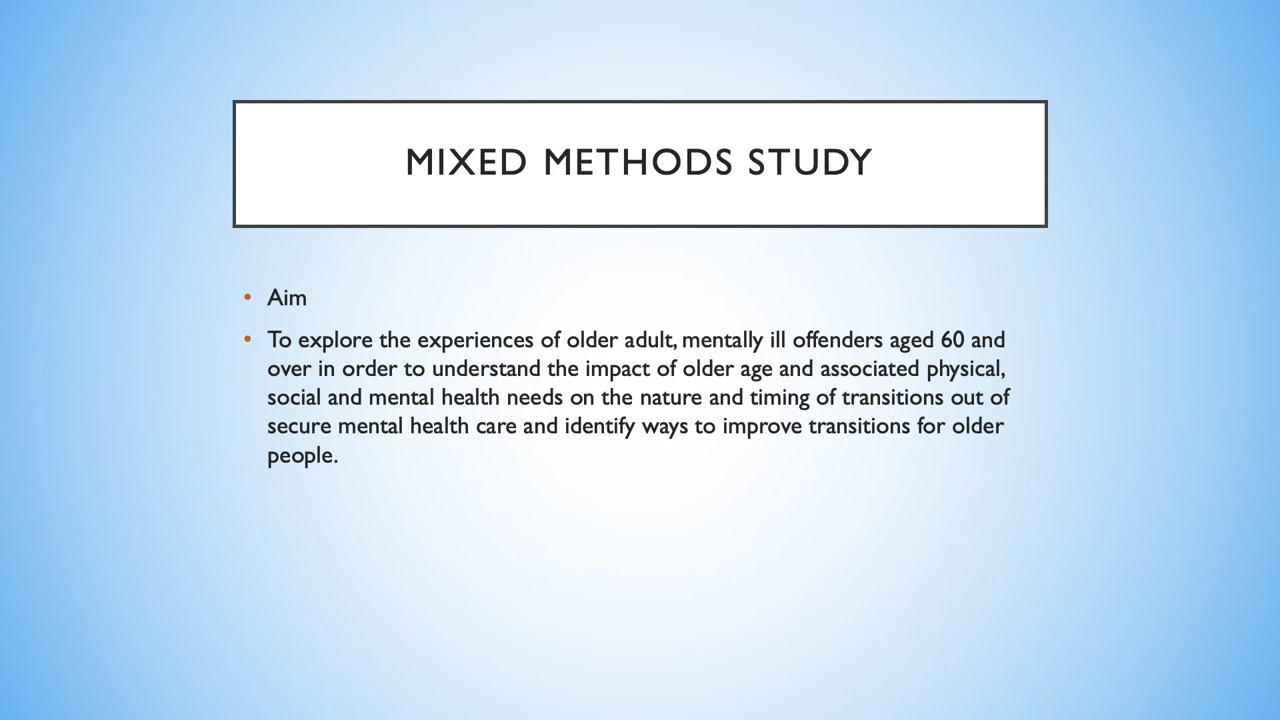 MIXED METHODS STUDY
• Aim
• To explore the experiences of older adult, mentally ill offenders aged 60 and
over in order to understand the impact of older age and associated physical,
social and mental health needs on the nature and timing of transitions out of
secure mental health care and identify ways to improve transitions for older
people.